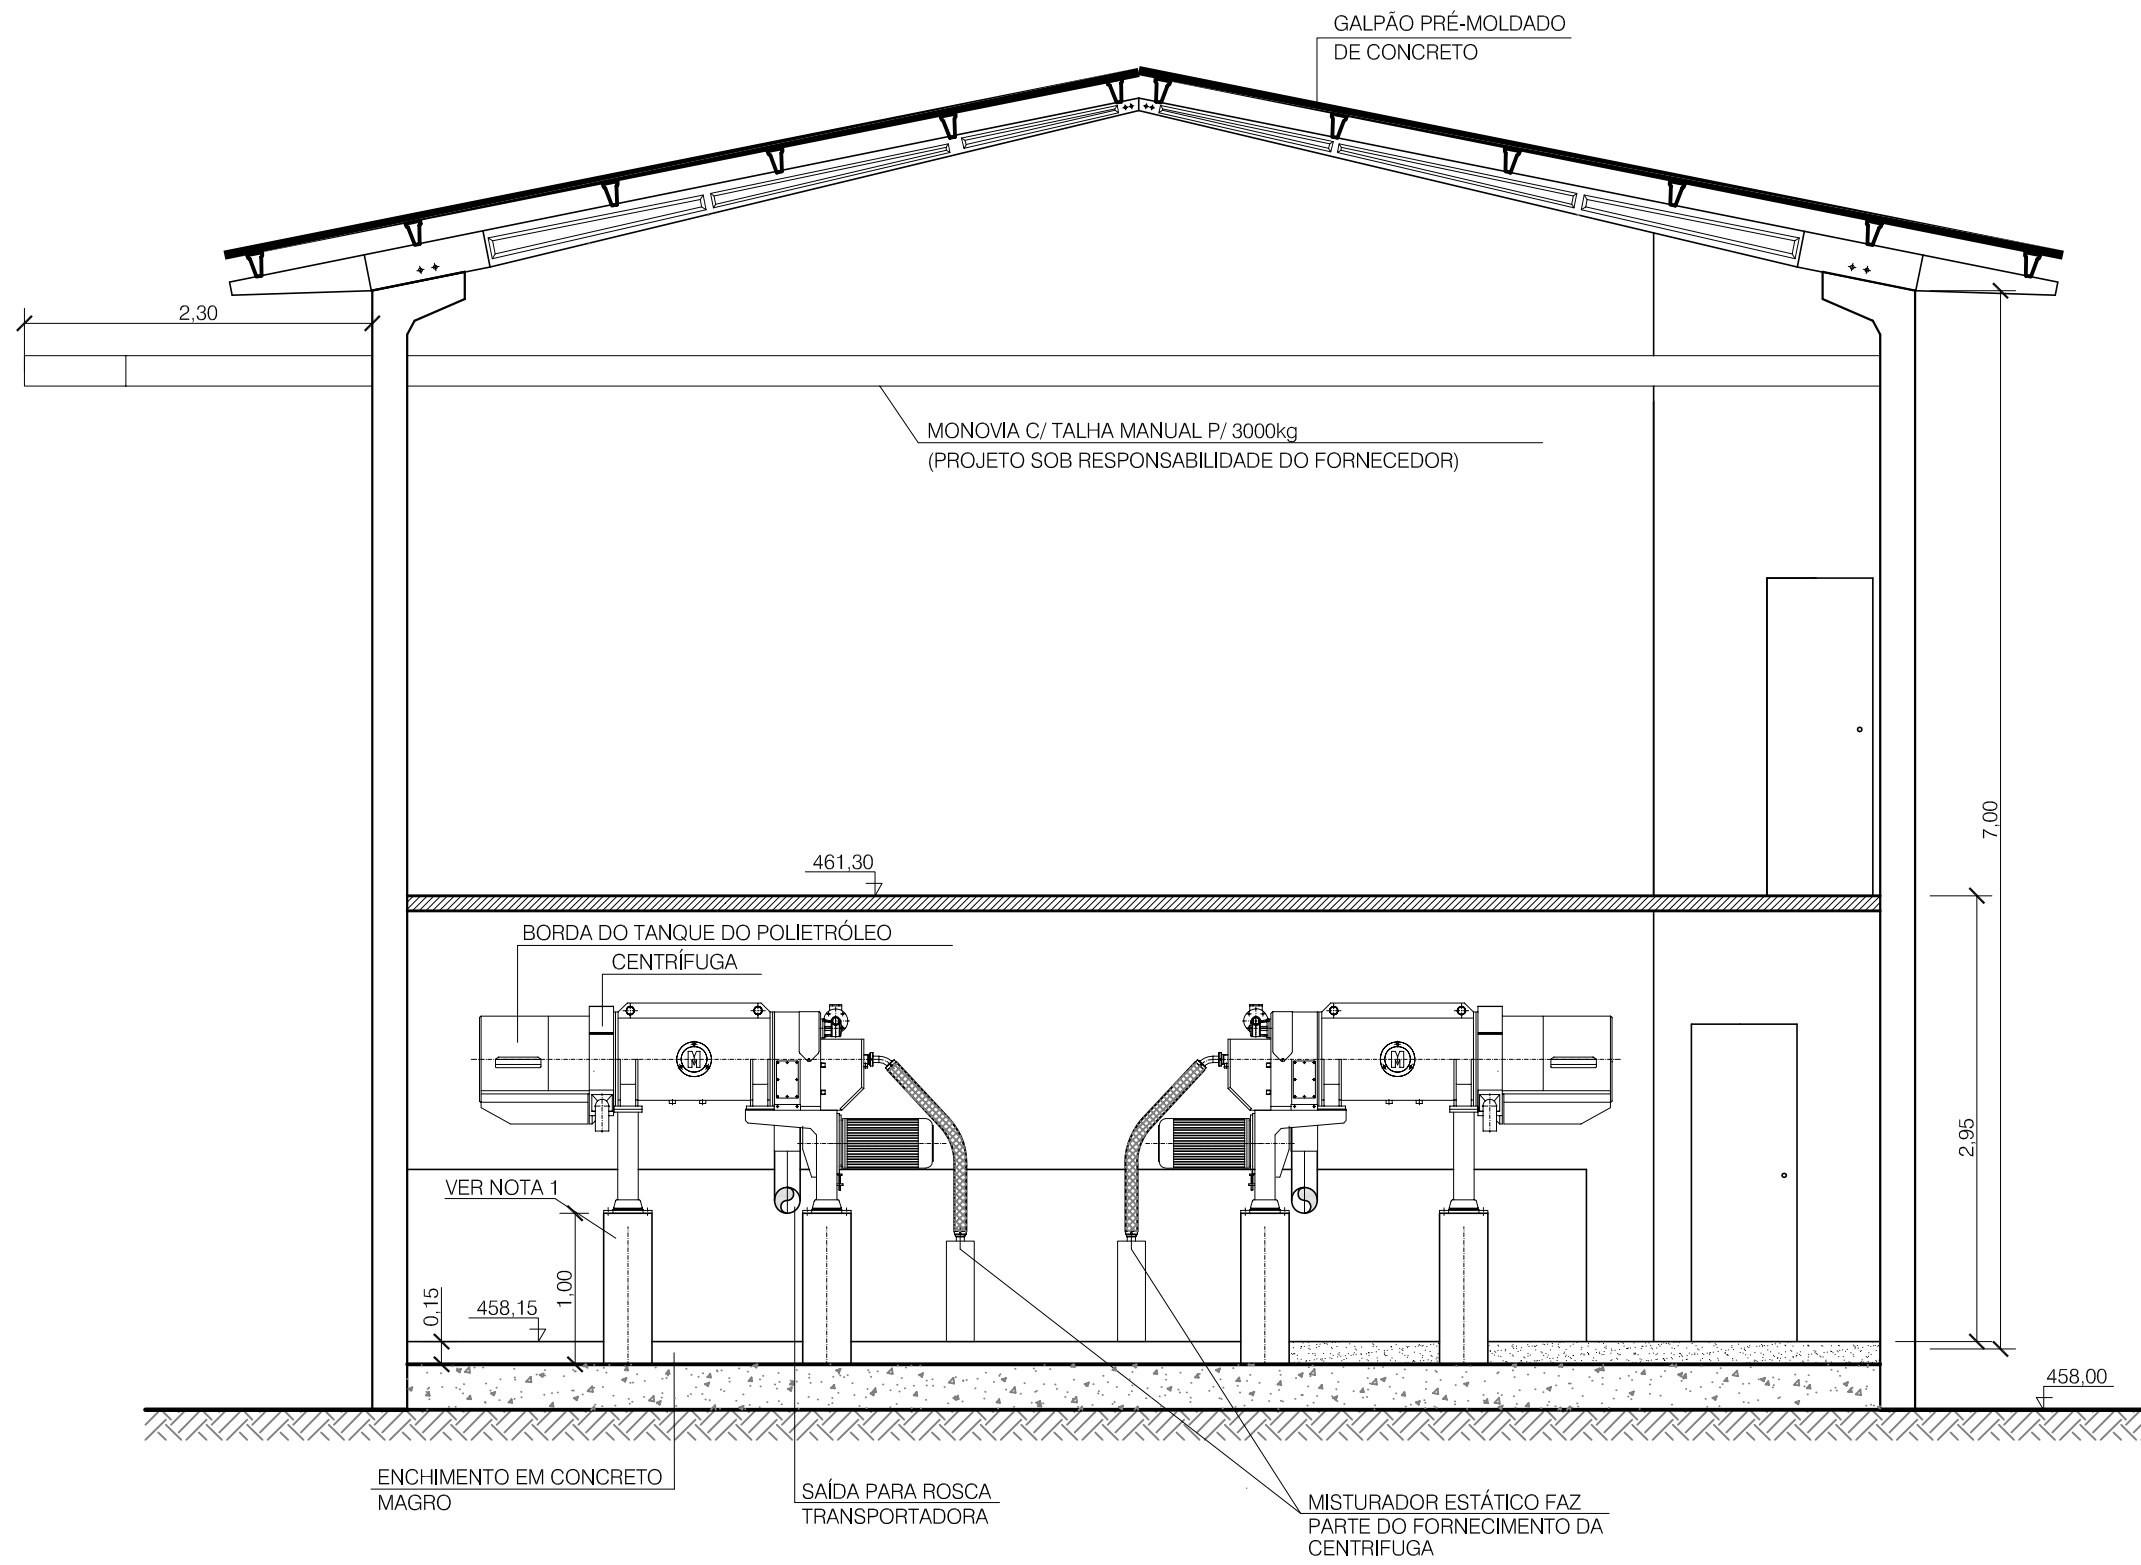 GALPÃO PRÉ-MOLDADO
DE CONCRETO
2,30
MONOVIA C/ TALHA MANUAL P/ 3000kg
(PROJETO SOB RESPONSABILIDADE DO FORNECEDOR)
7,00
461,30
BORDA DO TANQUE DO POLIETRÓLEO
CENTRÍFUGA
2,95
VER NOTA 1
1,00
0,15
458,15
458,00
ENCHIMENTO EM CONCRETO
MAGRO
SAÍDA PARA ROSCA
TRANSPORTADORA
MISTURADOR ESTÁTICO FAZ
PARTE DO FORNECIMENTO DA
CENTRIFUGA